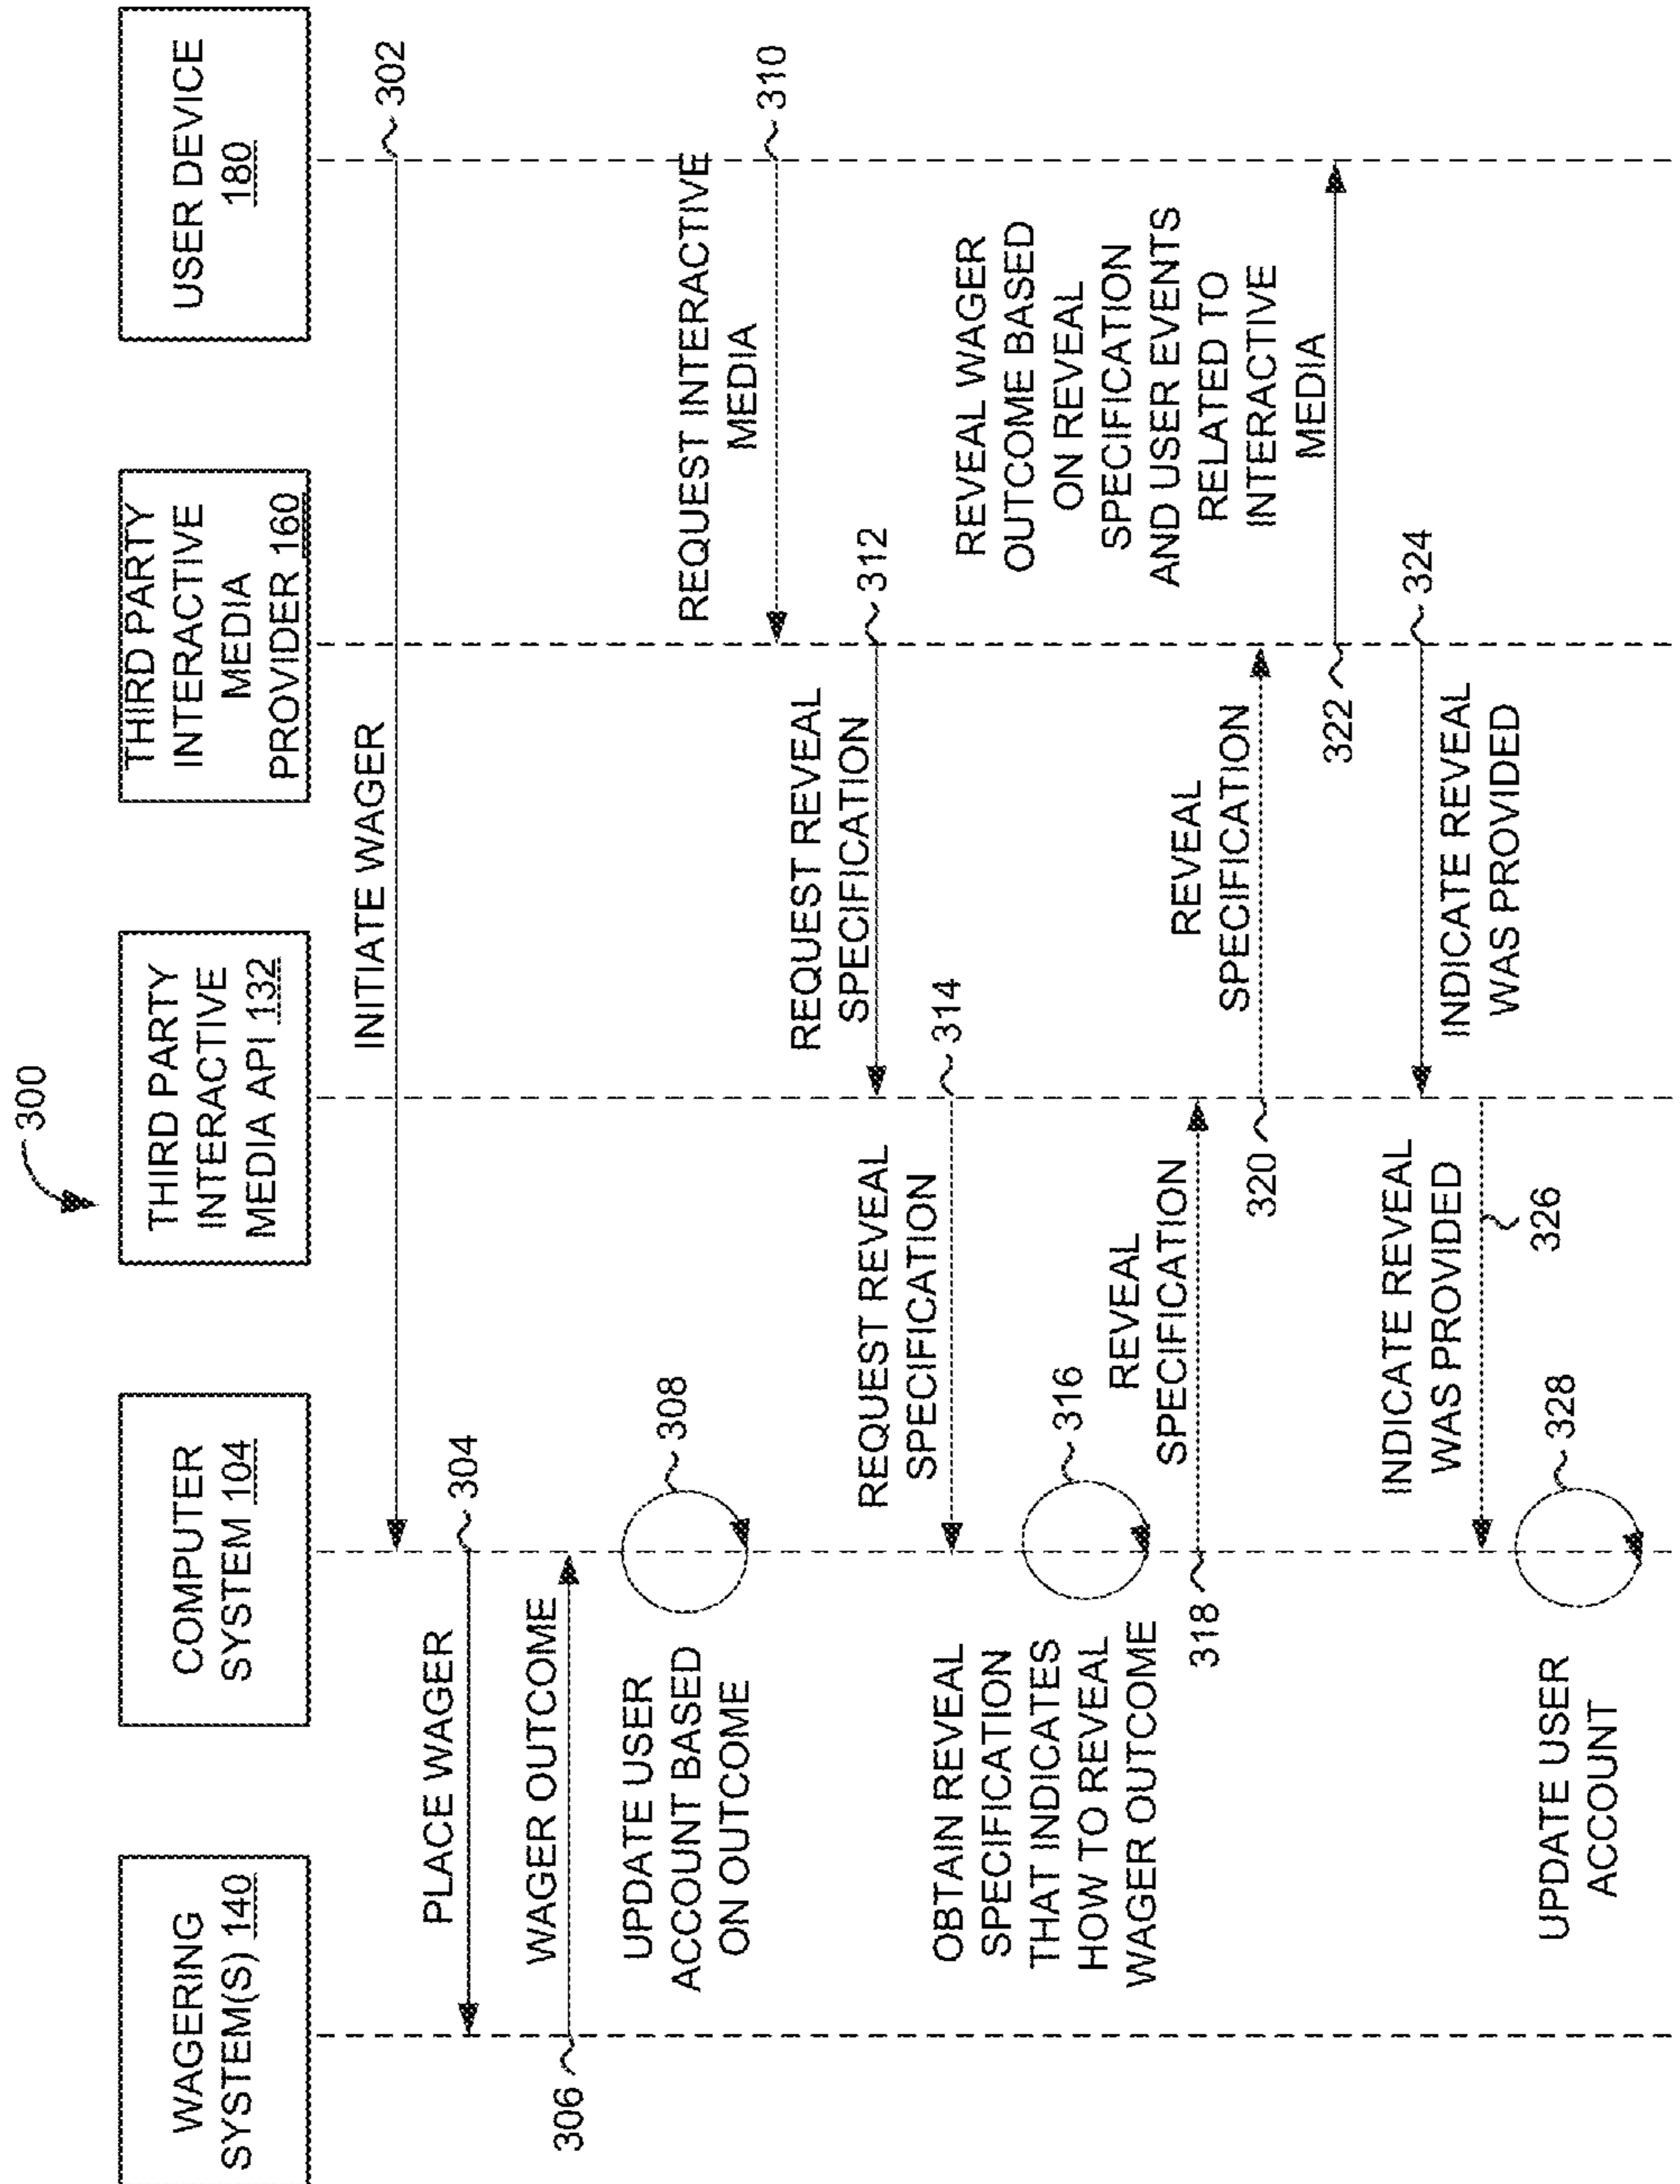 300
WAGERING
SYSTEM(S) 140
COMPUTER
SYSTEM 104
THIRD PARTY
INTERACTIVE
MEDIA API 132
THIRD PARTY
INTERACTIVE
MEDIA
PROVIDER 160
USER DEVICE
180
INITIATE WAGER
302
PLACE WAGER
304
WAGER OUTCOME
306
UPDATE USER
ACCOUNT BASED
ON OUTCOME
308
REQUEST INTERACTIVE
MEDIA
310
REQUEST REVEAL
SPECIFICATION
312
REQUEST REVEAL
SPECIFICATION
314
OBTAIN REVEAL
SPECIFICATION
THAT INDICATES
HOW TO REVEAL
WAGER OUTCOME
316
REVEAL
SPECIFICATION
318
REVEAL
SPECIFICATION
320
REVEAL WAGER
OUTCOME BASED
ON REVEAL
SPECIFICATION
AND USER EVENTS
RELATED TO
INTERACTIVE
MEDIA
322
INDICATE REVEAL
WAS PROVIDED
324
INDICATE REVEAL
WAS PROVIDED
326
UPDATE USER
ACCOUNT
328